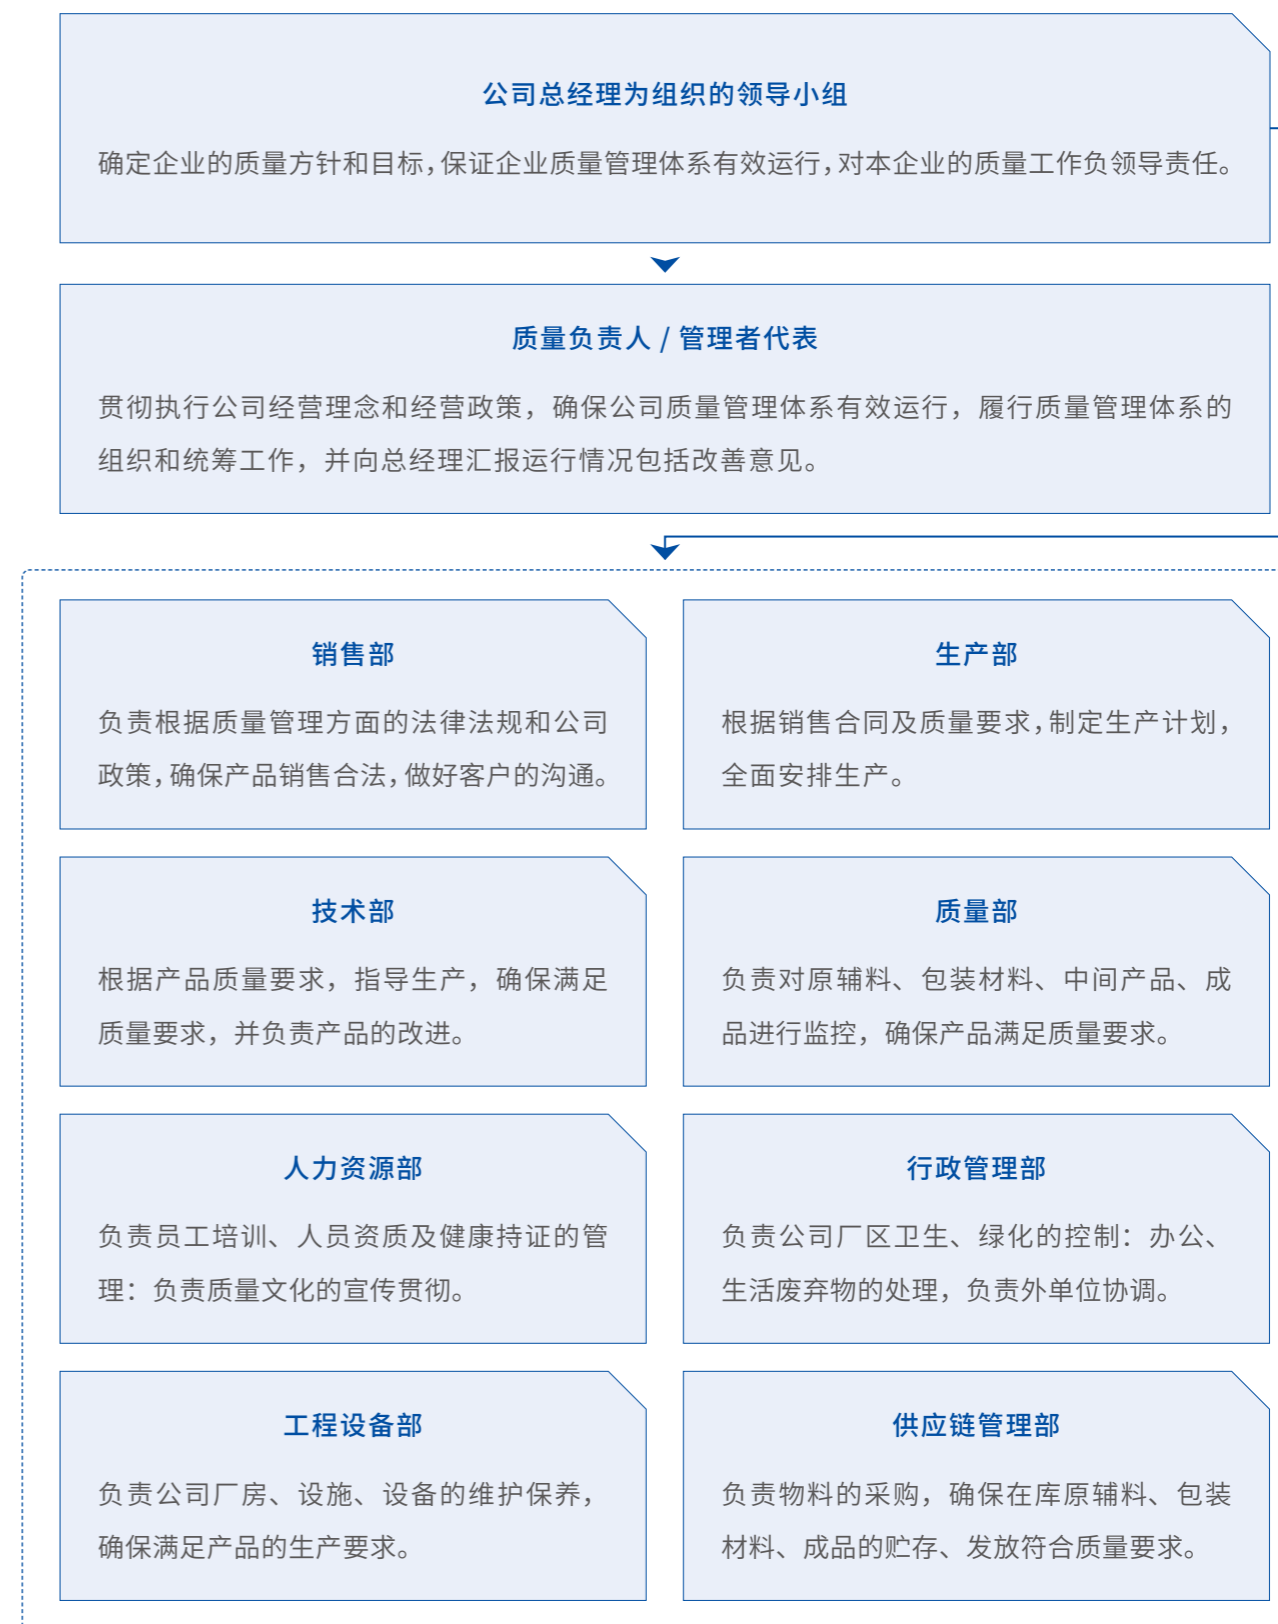 公司总经理为组织的领导小组
确定企业的质量方针和目标，保证企业质量管理体系有效运行，对本企业的质量工作负领导责任。
质量负责人 / 管理者代表
贯彻执行公司经营理念和经营政策，确保公司质量管理体系有效运行，履行质量管理体系的
组织和统筹工作，并向总经理汇报运行情况包括改善意见。
销售部
负责根据质量管理方面的法律法规和公司
政策，确保产品销售合法，做好客户的沟通。
生产部
根据销售合同及质量要求，制定生产计划，
全面安排生产。
技术部
根据产品质量要求，指导生产，确保满足
质量要求，并负责产品的改进。
质量部
负责对原辅料、包装材料、中间产品、成
品进行监控，确保产品满足质量要求。
人力资源部
负责员工培训、人员资质及健康持证的管
理：负责质量文化的宣传贯彻。
行政管理部
负责公司厂区卫生、绿化的控制：办公、
生活废弃物的处理，负责外单位协调。
工程设备部
负责公司厂房、设施、设备的维护保养，
确保满足产品的生产要求。
供应链管理部
负责物料的采购，确保在库原辅料、包装
材料、成品的贮存、发放符合质量要求。